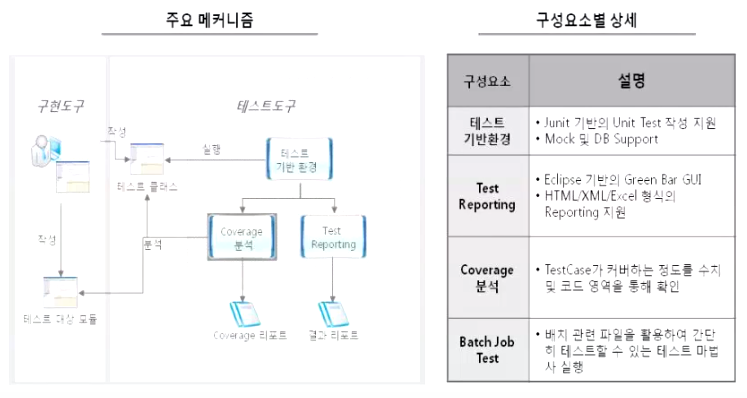 주요 메커니즘
구성요소별 상세
구현도구
테스트도구
작성
실행
테스트
기반 환경
테스트 클래스
작성
분석
Coverage
분석
Test
Reporting
테스트 대상 모듈
Coverage 리포트
결과 리포트
구성요소
설명
테스트
기반환경
• Junit 기반의 Unit Test 작성 지원
• Mock 및 DB Support
Test
Reporting
• Eclipse 기반의 Green Bar GUI
• HTML/XML/Excel 형식의
Reporting 지원
Coverage
분석
• TestCase가 커버하는 정도를 수치
및 코드 영역을 통해 확인
Batch Job
Test
• 배치 관련 파일을 활용하여 간단
히 테스트할 수 있는 테스트 마법
사 실행